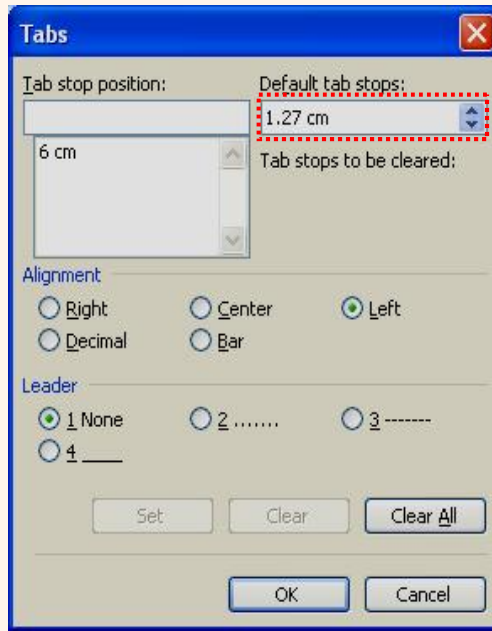 Tabs
Tab stop position:
Default tab stops:
1.27 cm
6 cm
Tab stops to be cleared:
Alignment
Right
Center
Left
Decimal
Bar
Leader
1 None
2 .......
3 -------
4 ___
Set
Clear
Clear All
OK
Cancel